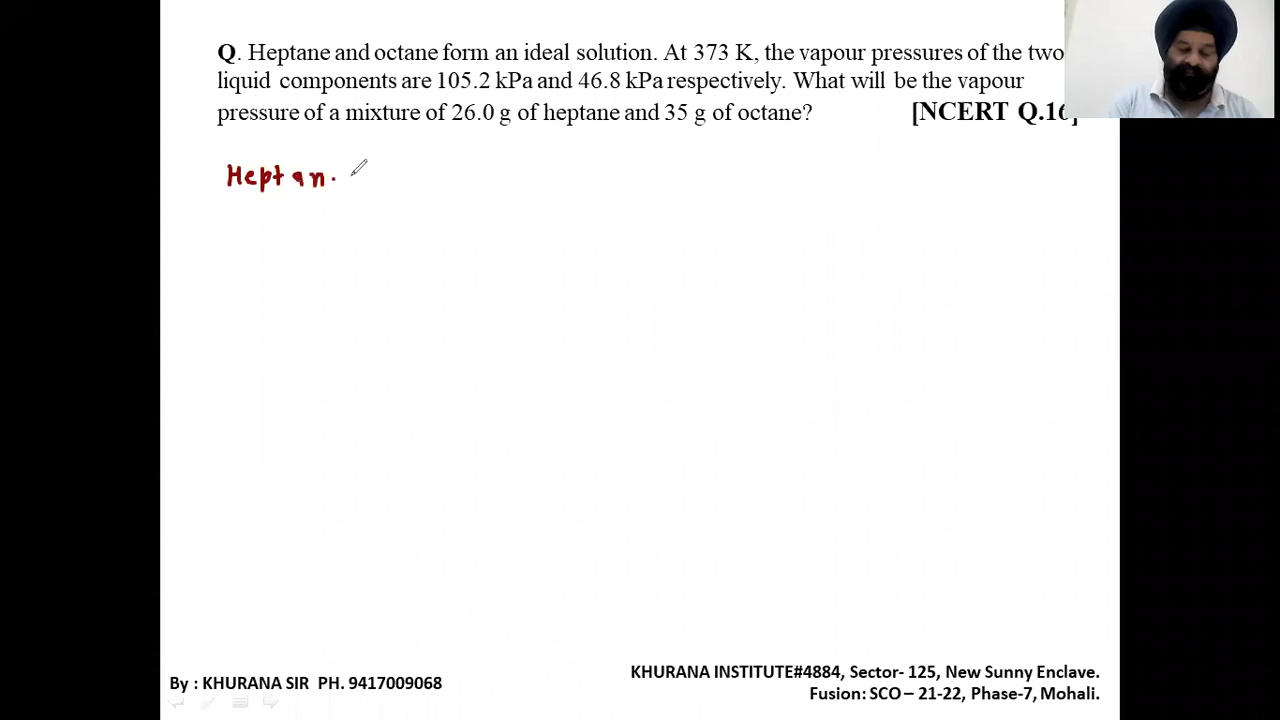 Q. Heptane and octane form an ideal solution. At 373 K, the vapour pressures of the two
liquid components are 105.2 kPa and 46.8 kPa respectively. What will be the vapour
pressure of a mixture of 26.0 g of heptane and 35 g of octane? [NCERT Q.16]
Heptan.
By : KHURANA SIR PH. 9417009068
KHURANA INSTITUTE#4884, Sector- 125, New Sunny Enclave.
Fusion: SCO – 21-22, Phase-7, Mohali.